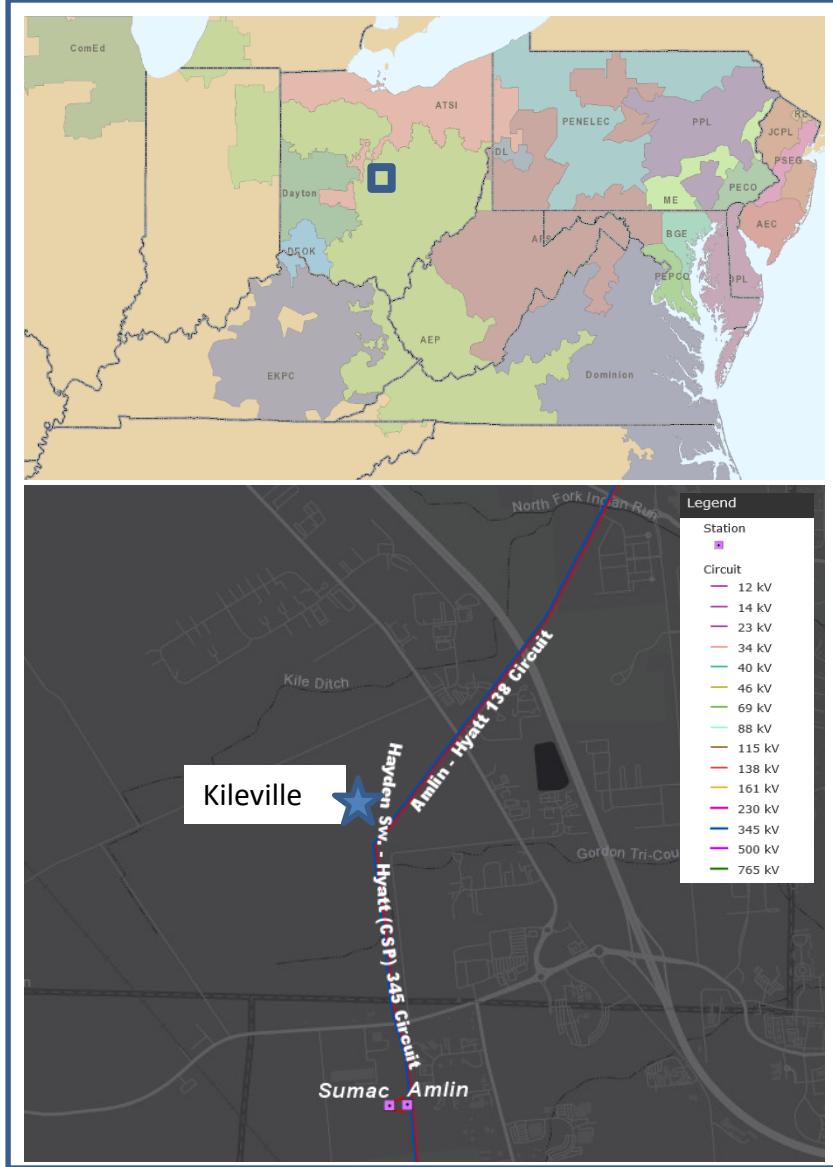 ComEd
ATSI
PENELEC
PPL
RE
JCPL
DL
PSEG
Dayton
PECO
ME
AEC
DEOK
APS
BGE
PEPCO
DPL
AEP
EKPC
Dominion
Legend
Station
Circuit
12 kV
14 kV
23 kV
34 kV
40 kV
46 kV
69 kV
88 kV
115 kV
138 kV
161 kV
230 kV
345 kV
500 kV
765 kV
North Fork Indian Run
Kile Ditch
Amlin - Hyatt 138 Circuit
Kileville
Hayden Sw. - Hyatt (CSP) 345 Circuit
Gordon Tri-Cou
Sumac
Amlin